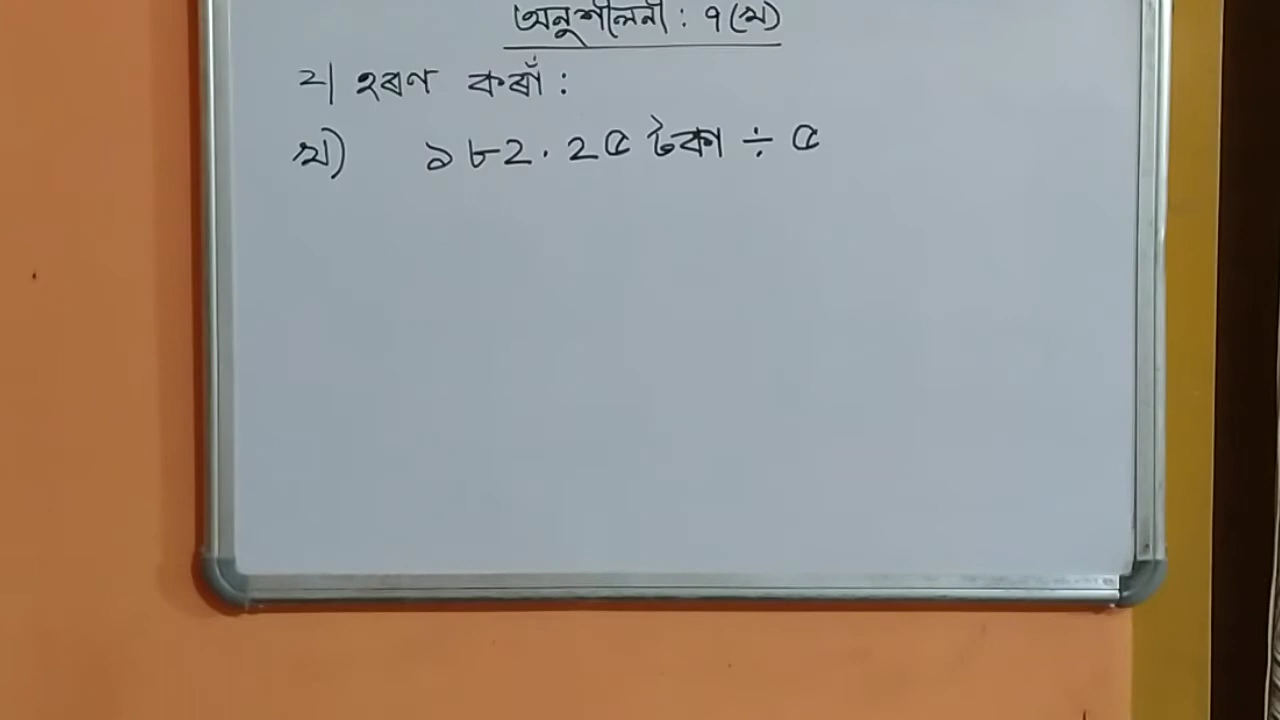 অনুশীলনী : ৭(খ)
২| হৰণ কৰোঁ :
খ) ১৮২.২৫ টকা ÷ ৫